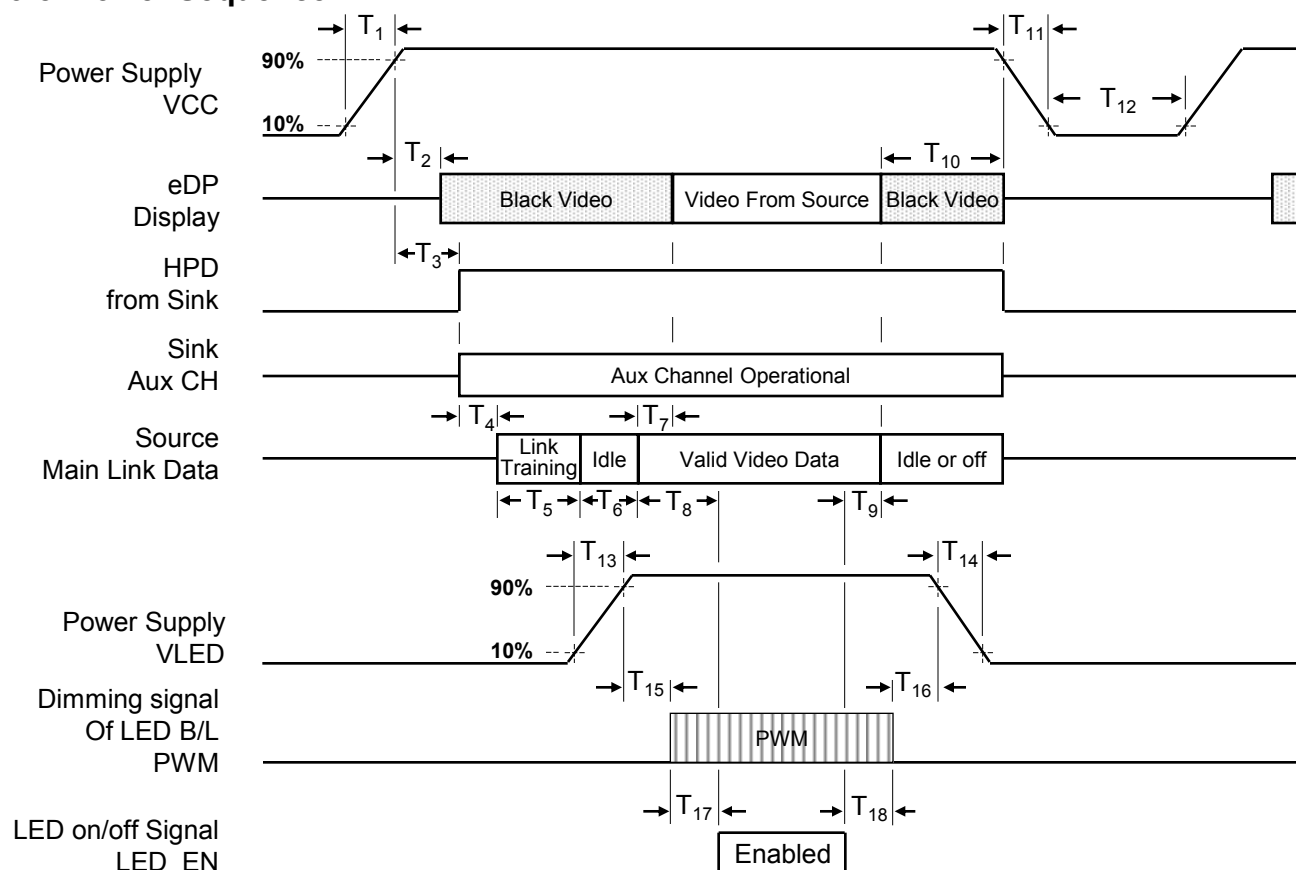 T1
T11
90%
Power Supply
VCC
T12
10%
T2
T10
eDP
Display
Black Video
Video From Source
Black Video
T3
HPD
from Sink
Sink
Aux CH
Aux Channel Operational
T4
T7
Source
Main Link Data
Link
Training
Idle
Valid Video Data
Idle or off
T5
T6
T8
T9
T13
T14
90%
Power Supply
VLED
10%
T15
T16
Dimming signal
Of LED B/L
PWM
PWM
T17
T18
LED on/off Signal
LED_EN
Enabled